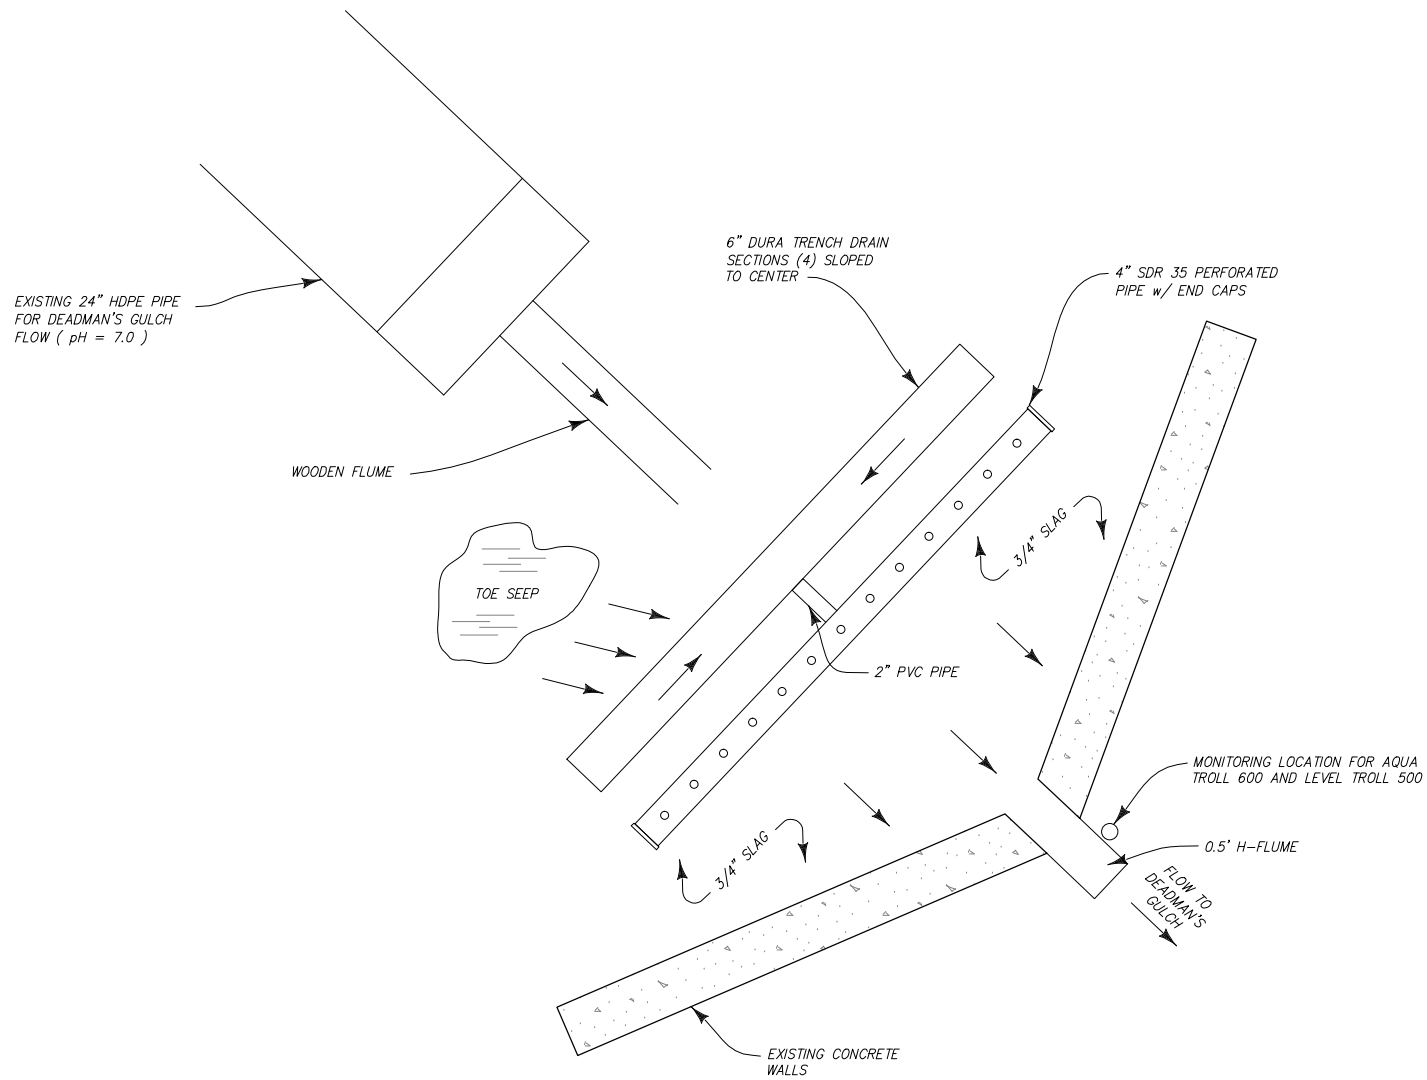 6" DURA TRENCH DRAIN
SECTIONS (4) SLOPED
TO CENTER
4" SDR 35 PERFORATED
PIPE w/ END CAPS
EXISTING 24" HDPE PIPE
FOR DEADMAN'S GULCH
FLOW ( pH = 7.0 )
WOODEN FLUME
3/4" SLAG
TOE SEEP
2" PVC PIPE
MONITORING LOCATION FOR AQUA
TROLL 600 AND LEVEL TROLL 500
3/4" SLAG
0.5' H-FLUME
FLOW TO
DEADMAN'S
GULCH
EXISTING CONCRETE
WALLS